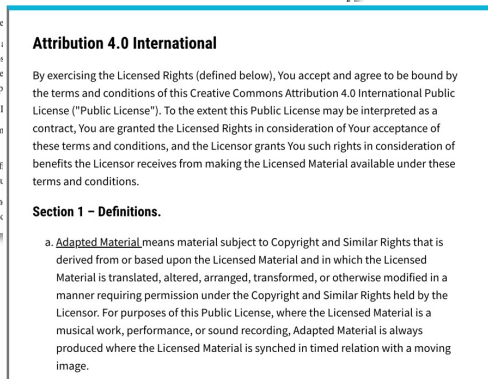 Attribution 4.0 International
By exercising the Licensed Rights (defined below), You accept and agree to be bound by
the terms and conditions of this Creative Commons Attribution 4.0 International Public
License ("Public License"). To the extent this Public License may be interpreted as a
contract, You are granted the Licensed Rights in consideration of Your acceptance of
these terms and conditions, and the Licensor grants You such rights in consideration of
benefits the Licensor receives from making the Licensed Material available under these
terms and conditions.
Section 1 – Definitions.
a. Adapted Material means material subject to Copyright and Similar Rights that is
derived from or based upon the Licensed Material and in which the Licensed
Material is translated, altered, arranged, transformed, or otherwise modified in a
manner requiring permission under the Copyright and Similar Rights held by the
Licensor. For purposes of this Public License, where the Licensed Material is a
musical work, performance, or sound recording, Adapted Material is always
produced where the Licensed Material is synched in timed relation with a moving
image.